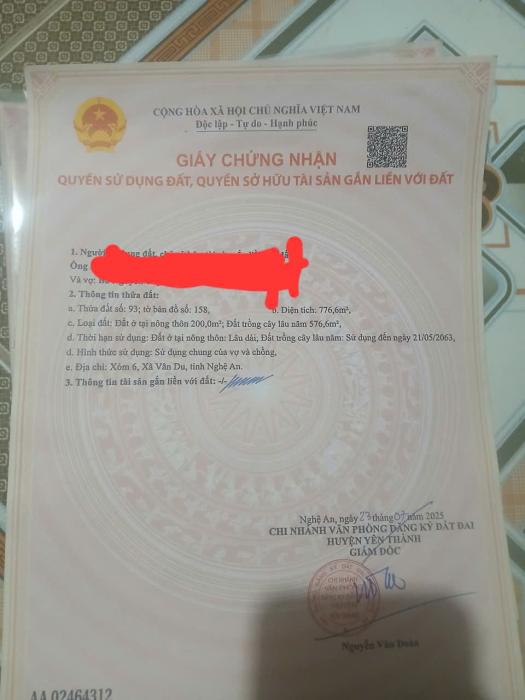 CỘNG HÒA XÃ HỘI CHỦ NGHĨA VIỆT NAM
Độc lập - Tự do - Hạnh phúc
GIẤY CHỨNG NHẬN
QUYỀN SỬ DỤNG ĐẤT, QUYỀN SỞ HỮU TÀI SẢN GẮN LIỀN VỚI ĐẤT
1. Người
Ông
Và vợ:
2. Thông tin thửa đất:
a. Thửa đất số: 93; tờ bản đồ số: 158, b. Diện tích: 776,6m²,
c. Loại đất: Đất ở tại nông thôn 200,0m²; Đất trồng cây lâu năm 576,6m²,
d. Thời hạn sử dụng: Đất ở tại nông thôn: Lâu dài, Đất trồng cây lâu năm: Sử dụng đến ngày 21/05/2063,
đ. Hình thức sử dụng: Sử dụng chung của vợ và chồng,
e. Địa chỉ: Xóm 6, Xã Vân Du, tỉnh Nghệ An.
3. Thông tin tài sản gắn liền với đất: -/-
Nghệ An, ngày 23 tháng 07 năm 2025
CHI NHÁNH VĂN PHÒNG ĐĂNG KÝ ĐẤT ĐAI
HUYỆN YÊN THÀNH
GIÁM ĐỐC
Nguyễn Văn Đoàn
AA 02464312